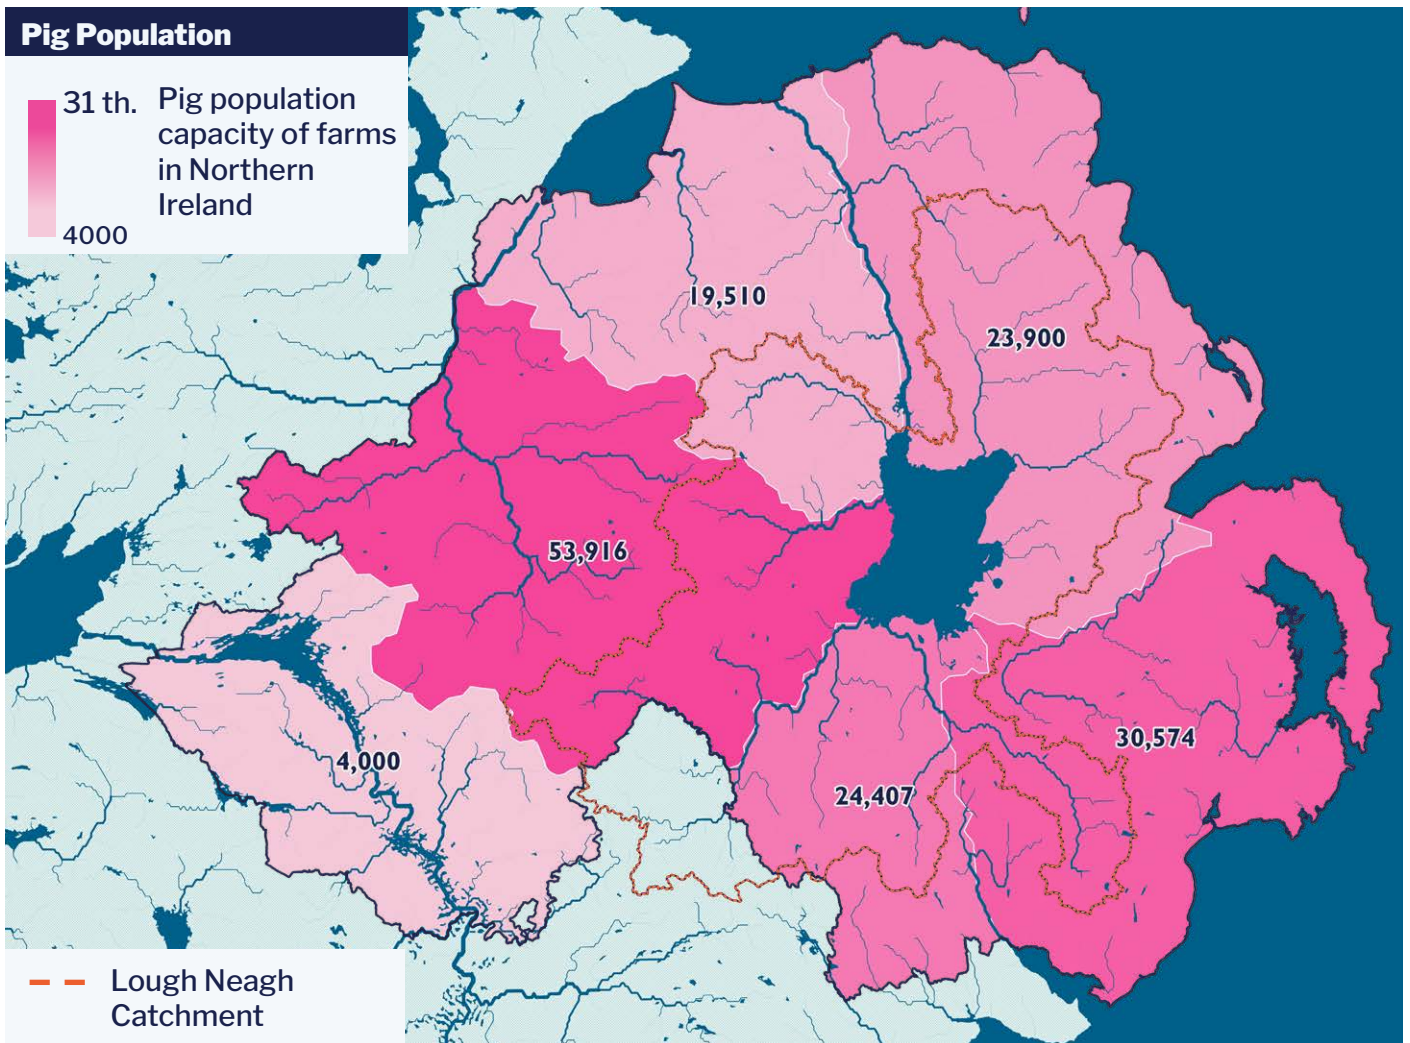 Pig Population
31 th.
Pig population
capacity of farms
in Northern
Ireland
4000
19,510
23,900
53,916
30,574
4,000
24,407
Lough Neagh
Catchment